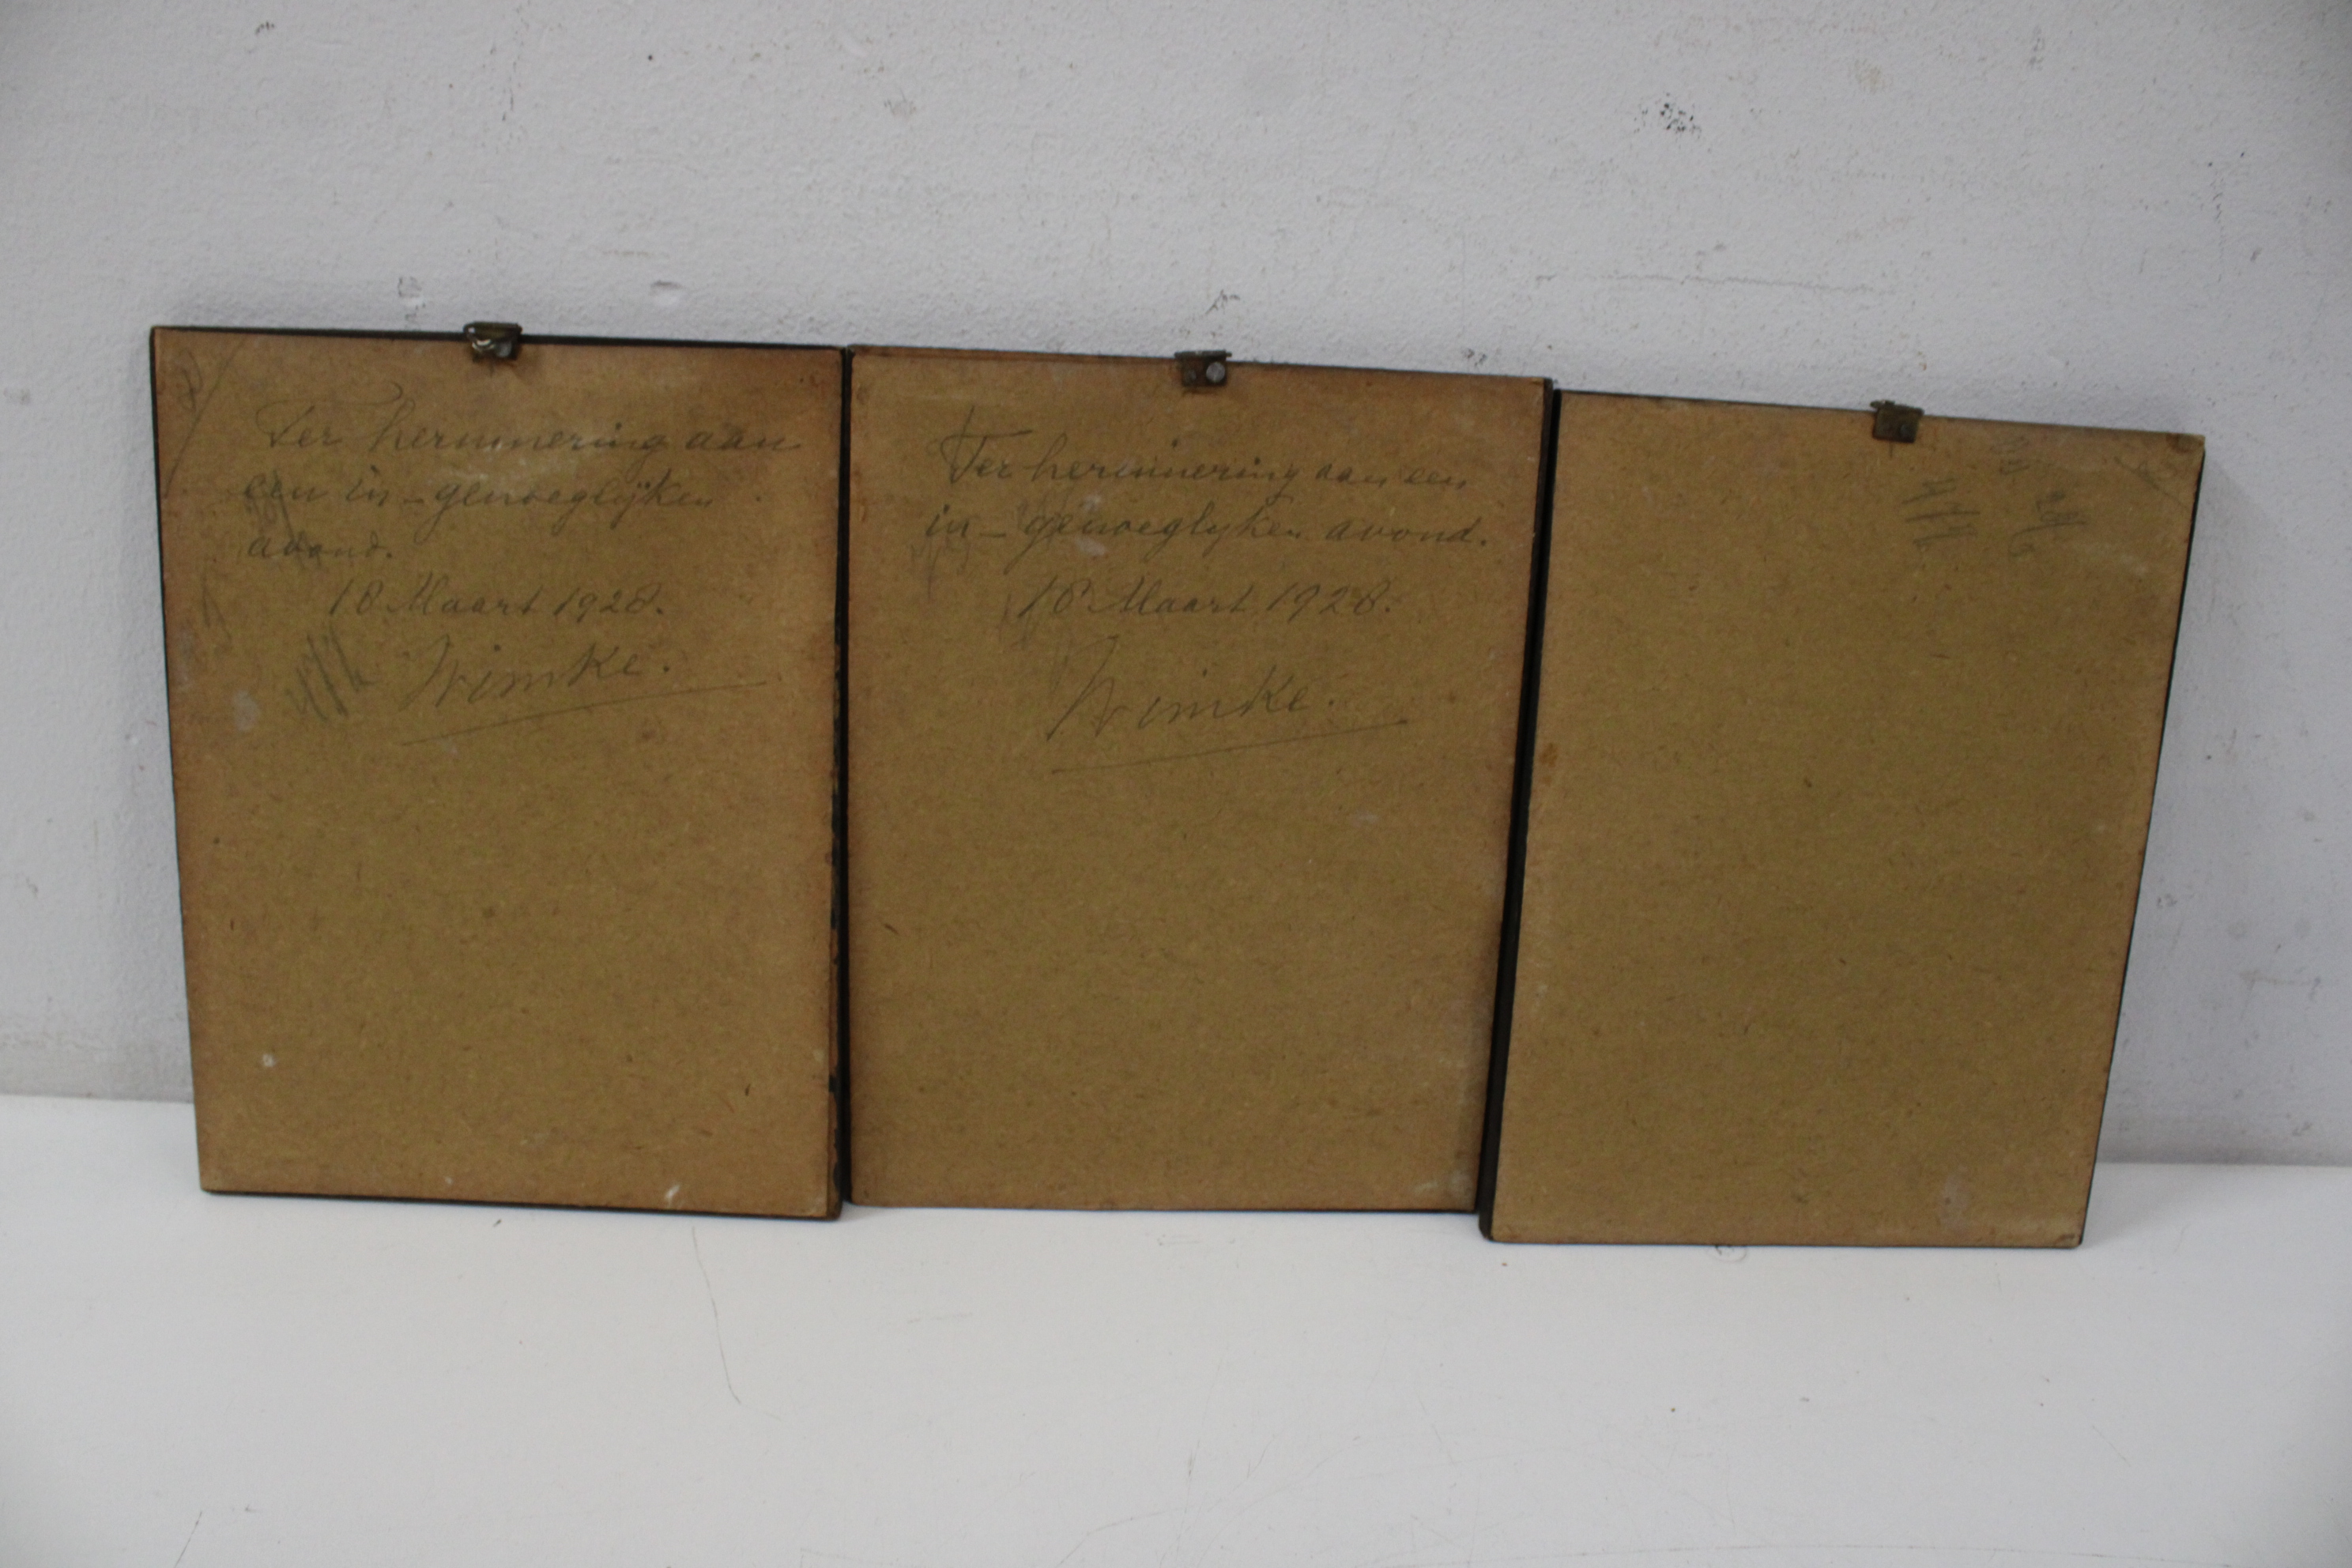 Ter herinnering aan
een in-genoeglijken
avond.
18 Maart 1928.
Wimke.
Ter herinnering aan een
in-genoeglyken avond.
18 Maart 1928.
Wimke.